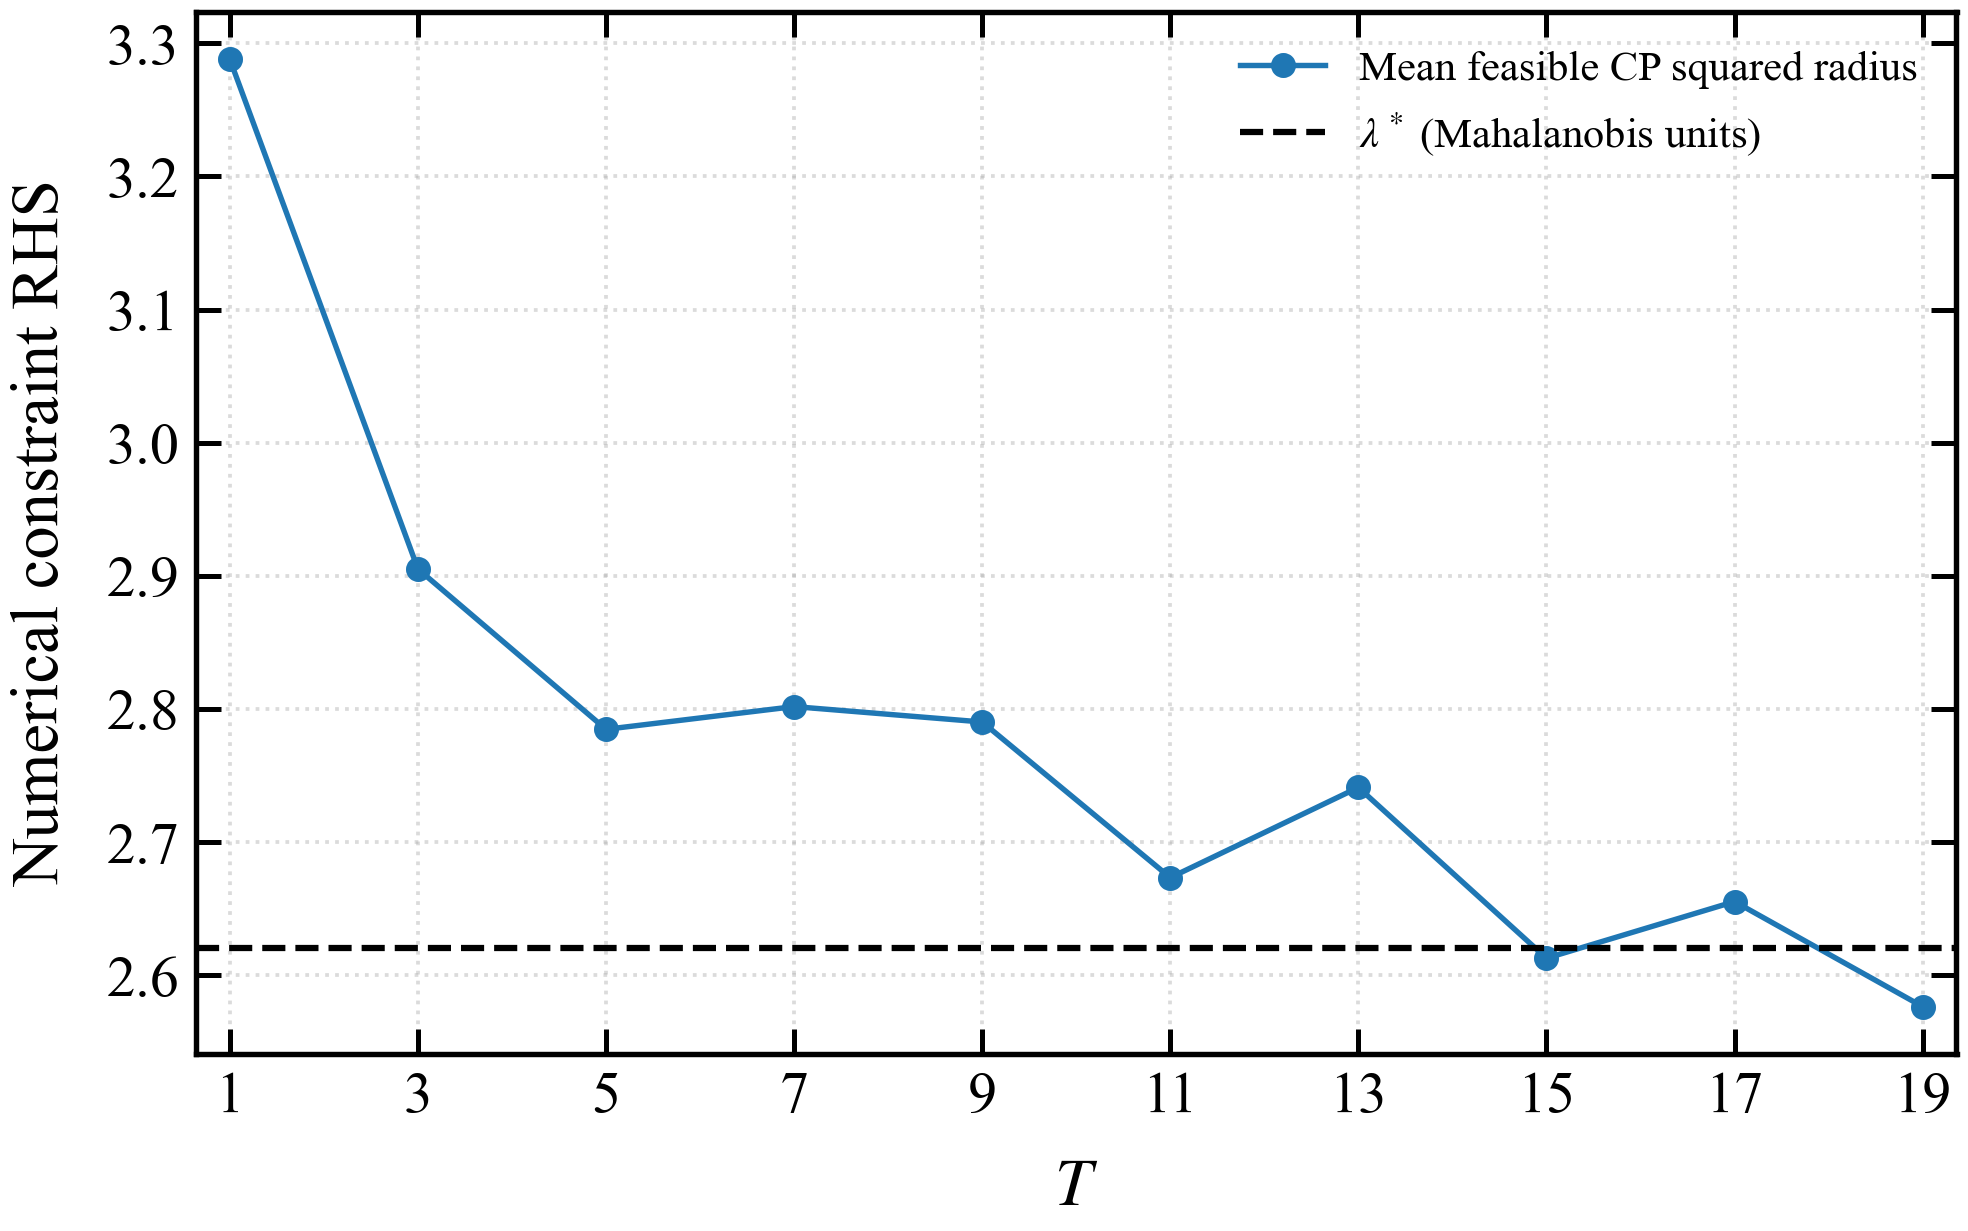 Numerical constraint RHS
3.3
3.2
3.1
3.0
2.9
2.8
2.7
2.6
Mean feasible CP squared radius
λ* (Mahalanobis units)
1 3 5 7 9 11 13 15 17 19
T